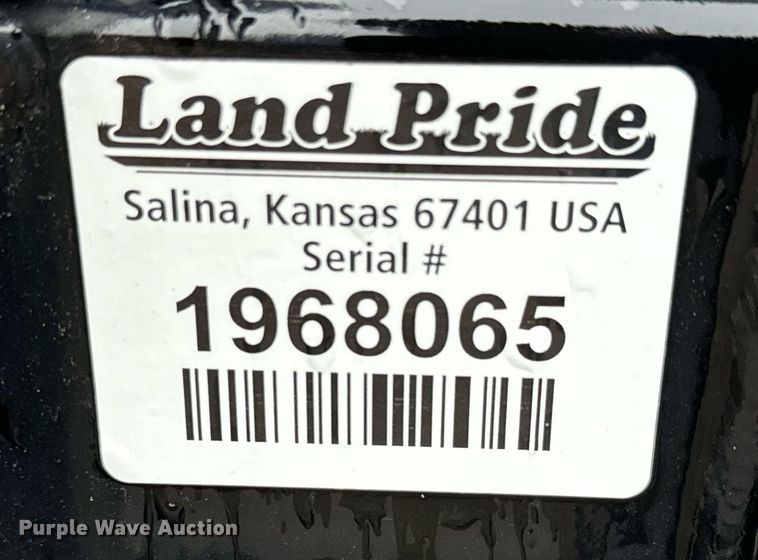 Land Pride
Salina, Kansas 67401 USA
Serial #
1968065
Purple Wave Auction